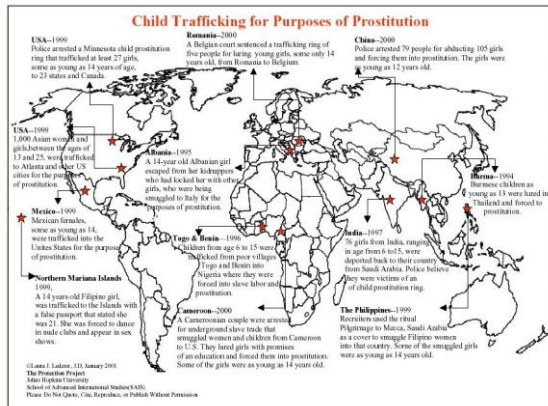 Child Trafficking for Purposes of Prostitution
USA--1999
Police arrested a Minnesota child prostitution
ring that trafficked at least 27 girls,
some as young as 14 years of age,
to 23 states and Canada.
Romania--2000
A Belgian court sentenced a trafficking ring of
five people for luring young girls, some only 14
years old, from Romania to Belgium.
China--2000
Police arrested 79 people for abducting 105 girls
and forcing them into prostitution. The girls were
as young as 12 years old.
USA--1999
1,000 Asian women and
girls, between the ages of
13 and 25, were trafficked
to Atlanta and other US
cities for the purpose
of prostitution.
Albania--1995
A 14-year old Albanian girl
escaped from her kidnappers
who had locked her with other
girls, who were being
smuggled to Italy for the
purposes of prostitution.
Burma--1994
Burmese children as
young as 13 were lured in
Thailand and forced to
prostitution.
Mexico--1999
Mexican females,
some as young as 14,
were trafficked into the
Unites States for the purpose
of prostitution.
Togo & Benin--1996
Children from age 6 to 15 were
trafficked from poor villages
Togo and Benin into
Nigeria where they were
forced into slave labor and
prostitution.
India--1997
76 girls from India, ranging
in age from 6 to15, were
deported back to their country
from Saudi Arabia. Police believe
they were victims of an
of child prostitution ring.
Northern Mariana Islands
1999,
A 14 years old Filipino girl,
was trafficked to the Islands with
a false passport that stated she
was 21. She was forced to dance
in nude clubs and appear in sex
shows.
Cameroon--2000
A Cameroonian couple were arrested
for underground slave trade that
smuggled women and children from Cameroon
to U.S. They lured girls with promises
of an education and forced them into prostitution.
Some of the girls were as young as 14 years old.
The Philippines--1999
Recruiters used the ritual
Pilgrimage to Macca, Saudi Arabia
as a cover to smuggle Filipino women
into that country. Some of the smuggled girls
were as young as 14 years old.
©Laura J. Lederer, J.D, January 2001
The Protection Project
Johns Hopkins University
School of Advanced International Studies(SAIS)
Please Do Not Quote, Cite, Reproduce, or Publish Without Permission